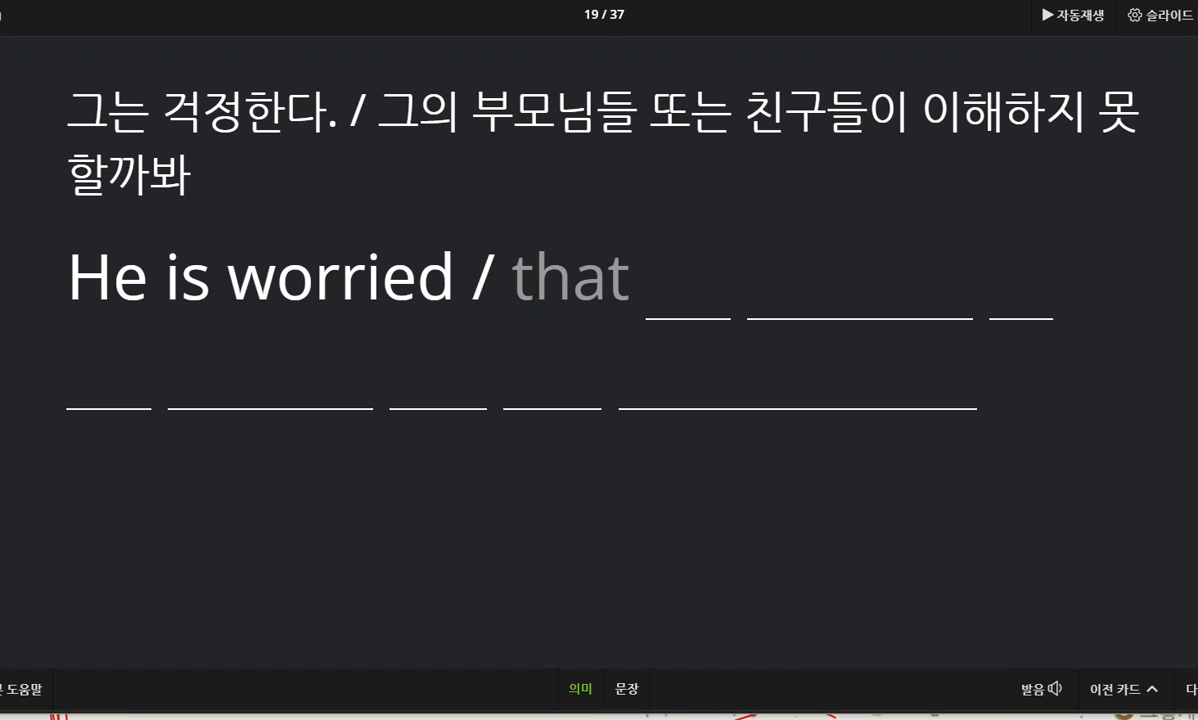 19 / 37
▶ 자동재생
슬라이드
그는 걱정한다. / 그의 부모님들 또는 친구들이 이해하지 못
할까봐
He is worried / that
도움말
의미
문장
발음
이전 카드